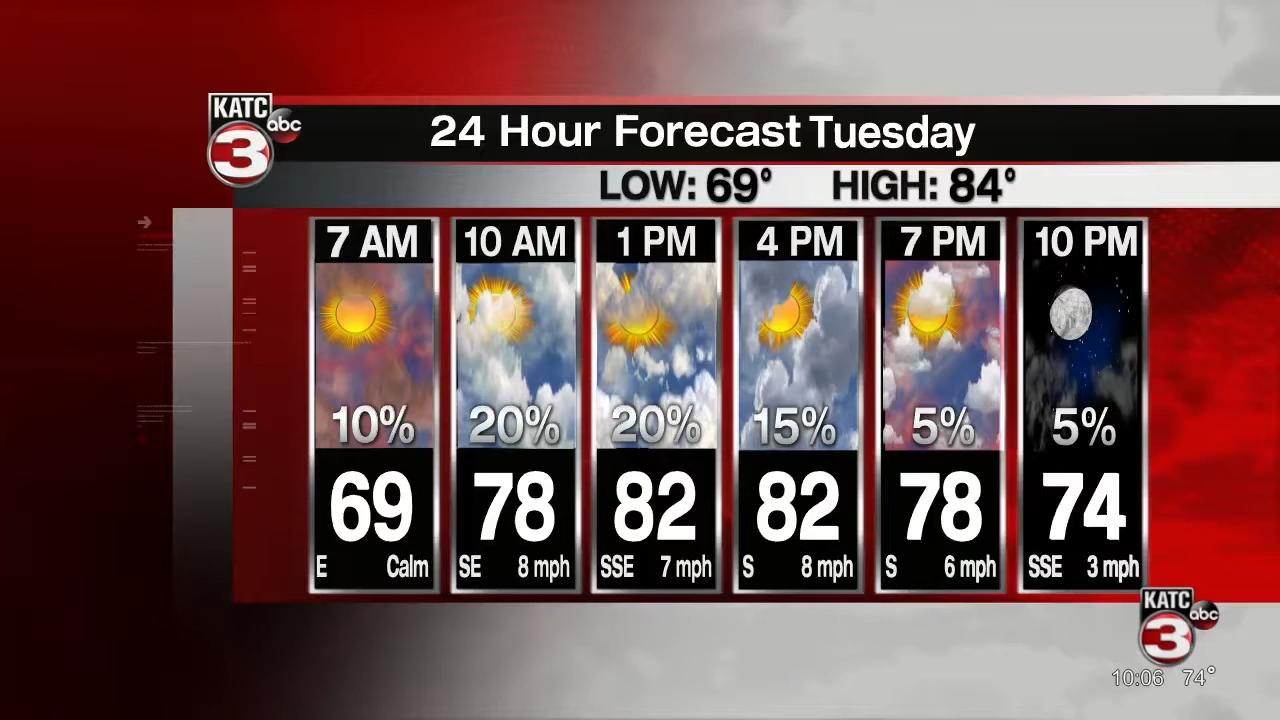 KATC
abc
3
24 Hour Forecast Tuesday
LOW: 69° HIGH: 84°
7 AM 10 AM 1 PM 4 PM 7 PM 10 PM
10% 20% 20% 15% 5% 5%
69 78 82 82 78 74
E Calm SE 8 mph SSE 7 mph S 8 mph S 6 mph SSE 3 mph
KATC
abc
3
10:06 74°